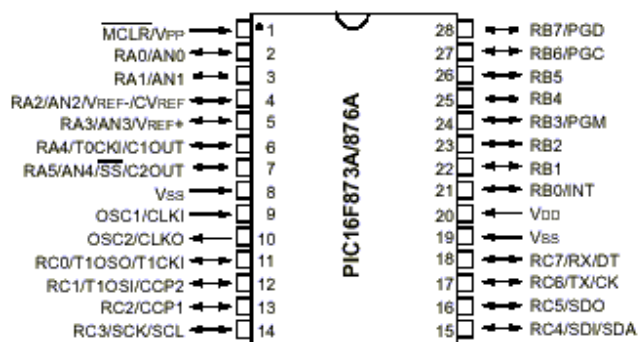 MCLR/VPP 1 28 RB7/PGD
RA0/AN0 2 27 RB6/PGC
RA1/AN1 3 26 RB5
RA2/AN2/VREF-/CVREF 4 25 RB4
RA3/AN3/VREF+ 5 24 RB3/PGM
RA4/T0CKI/C1OUT 6 23 RB2
RA5/AN4/SS/C2OUT 7 22 RB1
VSS 8 21 RB0/INT
OSC1/CLKI 9 20 VDD
OSC2/CLKO 10 19 VSS
RC0/T1OSO/T1CKI 11 18 RC7/RX/DT
RC1/T1OSI/CCP2 12 17 RC6/TX/CK
RC2/CCP1 13 16 RC5/SDO
RC3/SCK/SCL 14 15 RC4/SDI/SDA
PIC16F873A/876A